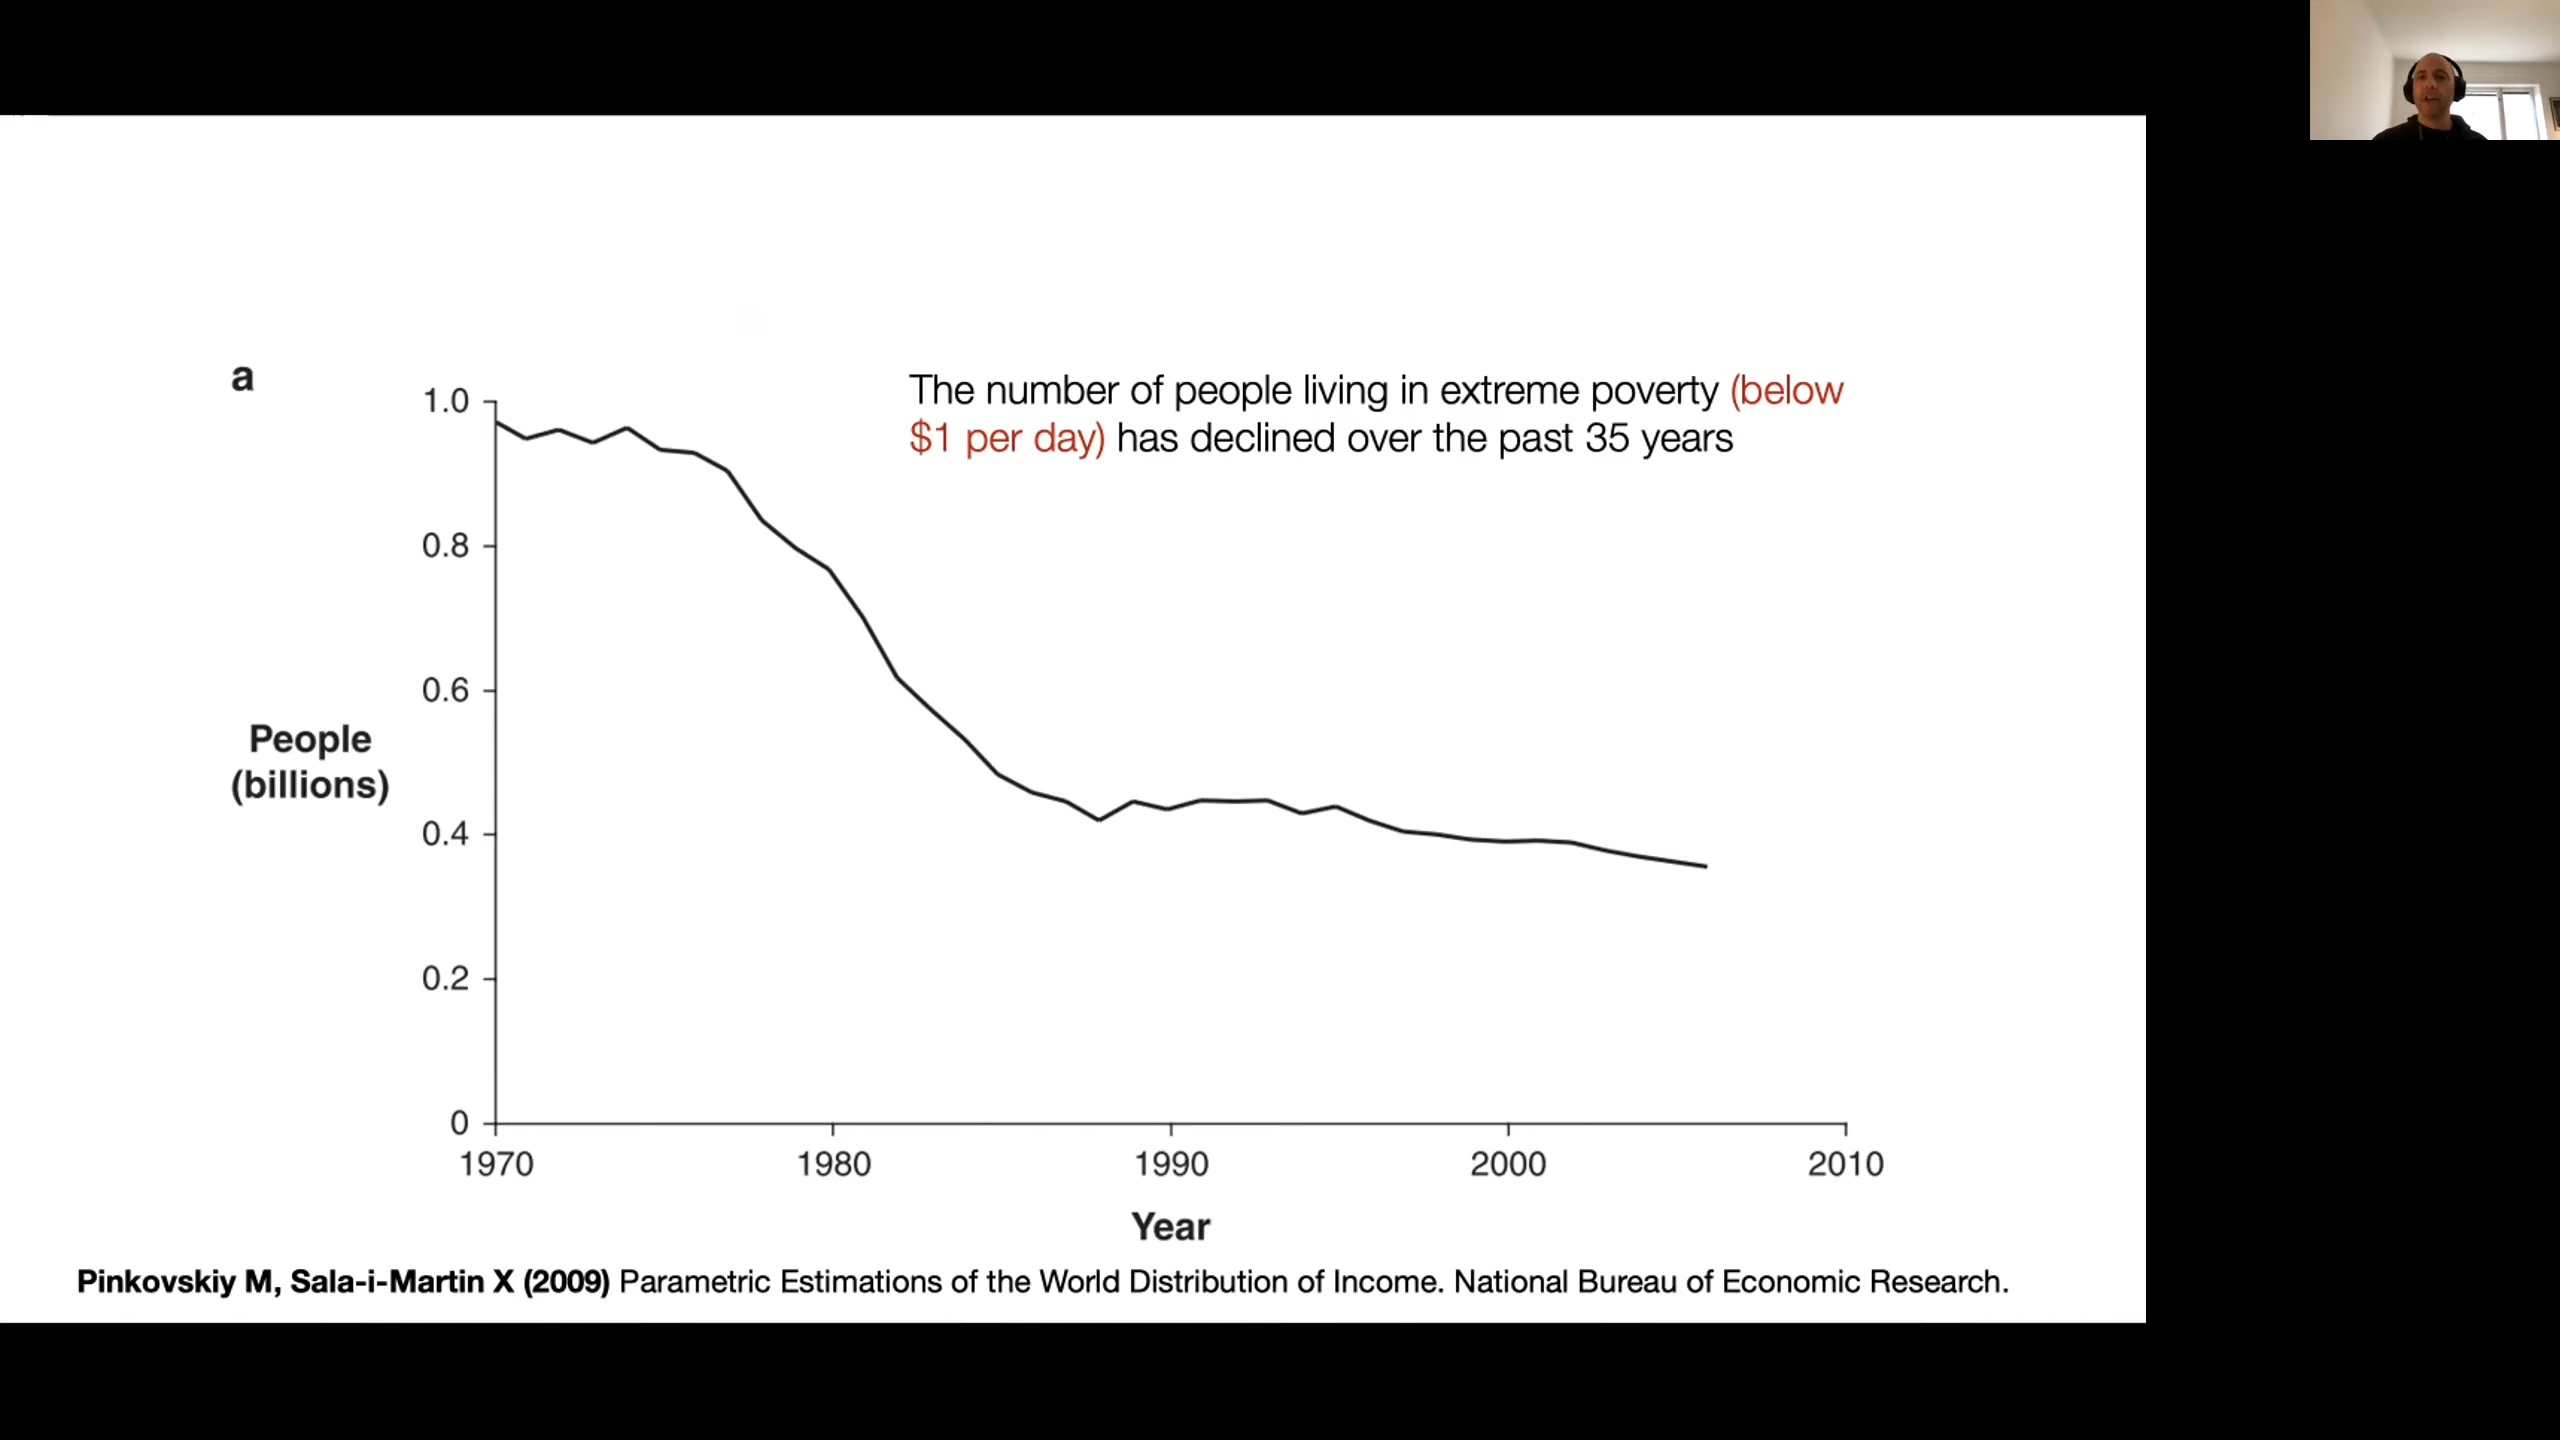 a
The number of people living in extreme poverty (below
$1 per day) has declined over the past 35 years
1.0
0.8
0.6
People
(billions)
0.4
0.2
0
1970 1980 1990 2000 2010
Year
Pinkovskiy M, Sala-i-Martin X (2009) Parametric Estimations of the World Distribution of Income. National Bureau of Economic Research.